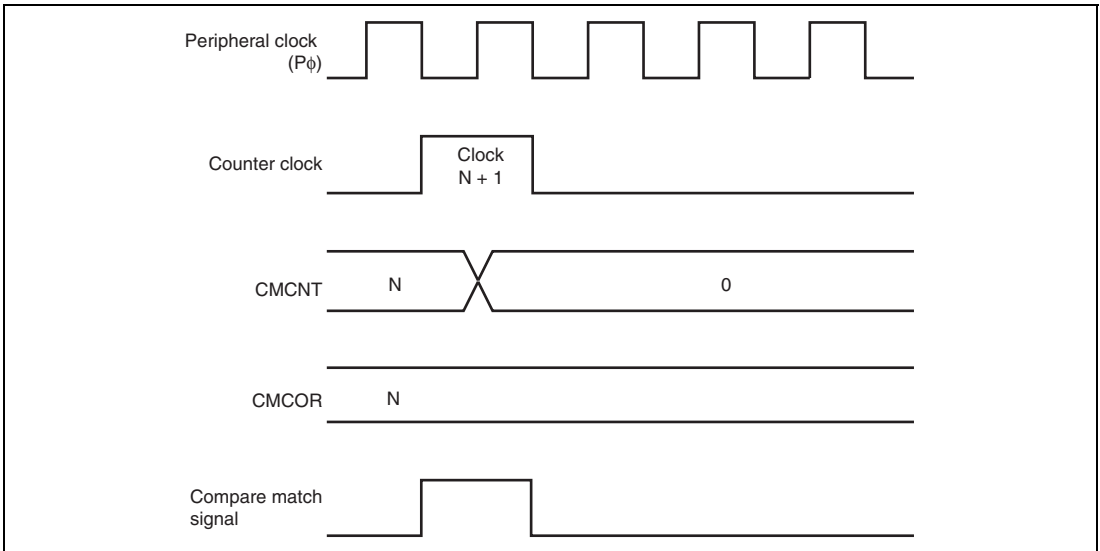 Peripheral clock
(Pϕ)
Counter clock
Clock
N + 1
CMCNT
N
0
CMCOR
N
Compare match
signal